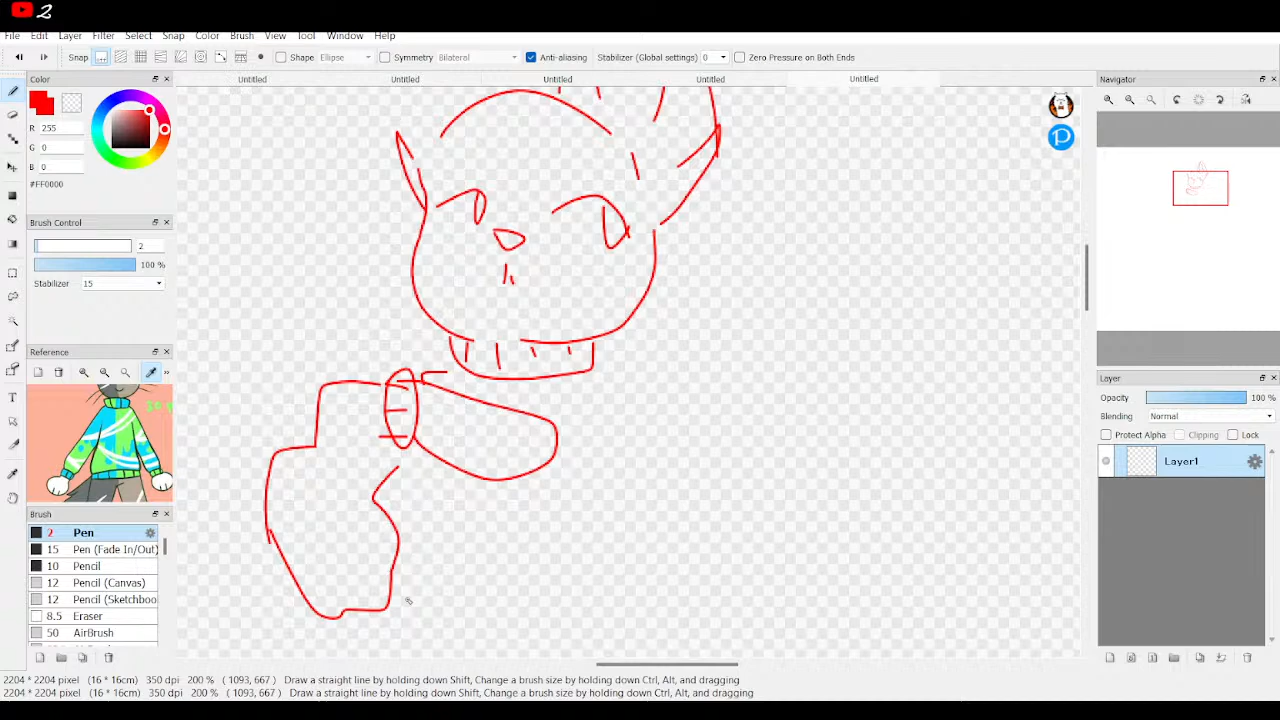 2
File Edit Layer Filter Select Snap Color Brush View Tool Window Help
Snap Shape Ellipse Symmetry Bilateral Anti-aliasing Stabilizer (Global settings) 0 Zero Pressure on Both Ends
Color Untitled Untitled Untitled Untitled Untitled Navigator
R 255
G 0
B 0
#FF0000
Brush Control
2
100 %
Stabilizer 15
Reference
Layer
Opacity 100 %
Blending Normal
Protect Alpha Clipping Lock
Layer1
Brush
2 Pen
15 Pen (Fade In/Out)
10 Pencil
12 Pencil (Canvas)
12 Pencil (Sketchboo
8.5 Eraser
50 AirBrush
2204 * 2204 pixel (16 * 16cm) 350 dpi 200 % ( 1093, 667 ) Draw a straight line by holding down Shift, Change a brush size by holding down Ctrl, Alt, and dragging
2204 * 2204 pixel (16 * 16cm) 350 dpi 200 % ( 1093, 667 ) Draw a straight line by holding down Shift, Change a brush size by holding down Ctrl, Alt, and dragging